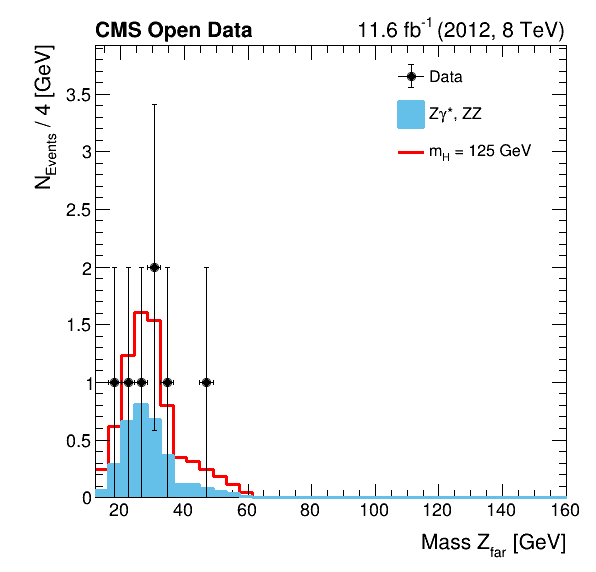 CMS Open Data
11.6 fb⁻¹ (2012, 8 TeV)
N_Events / 4 [GeV]
Data
Zγ*, ZZ
m_H = 125 GeV
3.5
3
2.5
2
1.5
1
0.5
0
20 40 60 80 100 120 140 160
Mass Z_far [GeV]